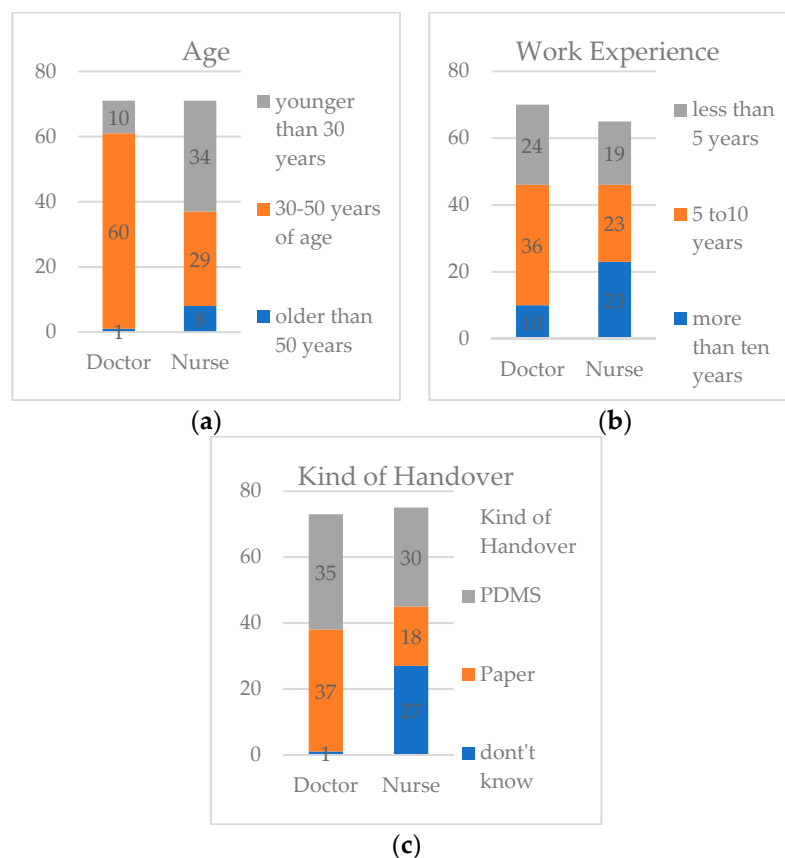 Age
80
60
40
20
0
10
60
1
34
29
8
Doctor Nurse
younger
than 30
years
30-50 years
of age
older than
50 years
(a)
Work Experience
80
60
40
20
0
24
36
10
19
23
23
Doctor Nurse
less than
5 years
5 to10
years
more
than ten
years
(b)
Kind of Handover
80
60
40
20
0
35
37
1
30
18
27
Doctor Nurse
Kind of
Handover
PDMS
Paper
dont't
know
(c)